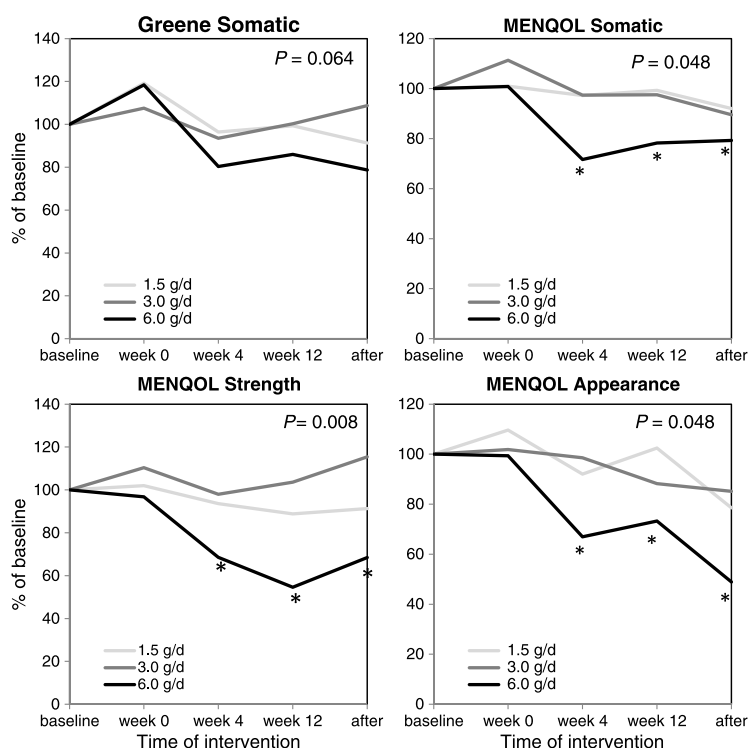 Greene Somatic
140
120
100
80
60
40
20
0
% of baseline
P = 0.064
1.5 g/d
3.0 g/d
6.0 g/d
baseline week 0 week 4 week 12 after
MENQOL Somatic
120
100
80
60
40
20
0
P = 0.048
*
*
*
1.5 g/d
3.0 g/d
6.0 g/d
baseline week 0 week 4 week 12 after
MENQOL Strength
140
120
100
80
60
40
20
0
% of baseline
P= 0.008
*
*
*
1.5 g/d
3.0 g/d
6.0 g/d
baseline week 0 week 4 week 12 after
Time of intervention
MENQOL Appearance
120
100
80
60
40
20
0
P = 0.048
*
*
*
1.5 g/d
3.0 g/d
6.0 g/d
baseline week 0 week 4 week 12 after
Time of intervention